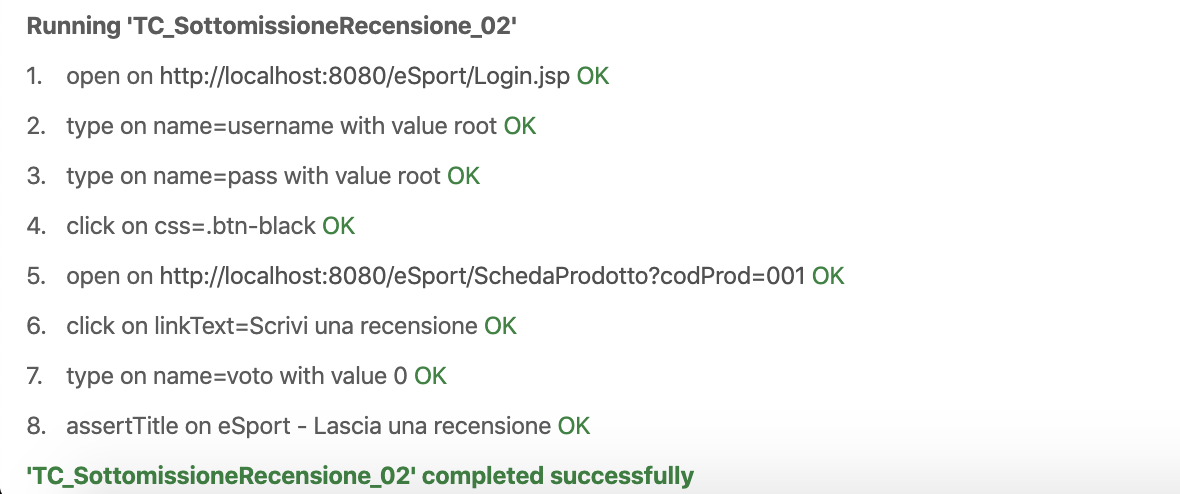 Running 'TC_SottomissioneRecensione_02'
1. open on http://localhost:8080/eSport/Login.jsp OK
2. type on name=username with value root OK
3. type on name=pass with value root OK
4. click on css=.btn-black OK
5. open on http://localhost:8080/eSport/SchedaProdotto?codProd=001 OK
6. click on linkText=Scrivi una recensione OK
7. type on name=voto with value 0 OK
8. assertTitle on eSport - Lascia una recensione OK
'TC_SottomissioneRecensione_02' completed successfully